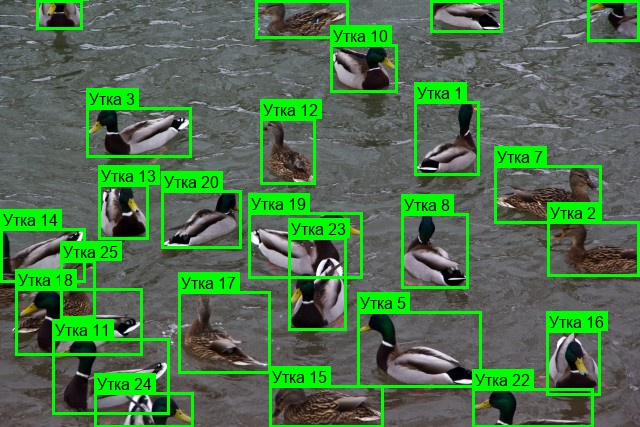 Утка 10
Утка 1
Утка 3
Утка 12
Утка 7
Утка 13
Утка 20
Утка 19
Утка 8
Утка 2
Утка 14
Утка 23
Утка 25
Утка 18
Утка 17
Утка 5
Утка 11
Утка 16
Утка 24
Утка 15
Утка 22